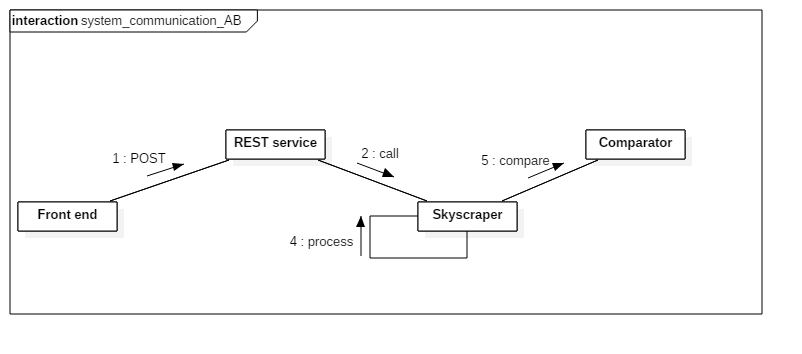 interaction system_communication_AB
REST service
Comparator
1 : POST
2 : call
5 : compare
Front end
Skyscraper
4 : process